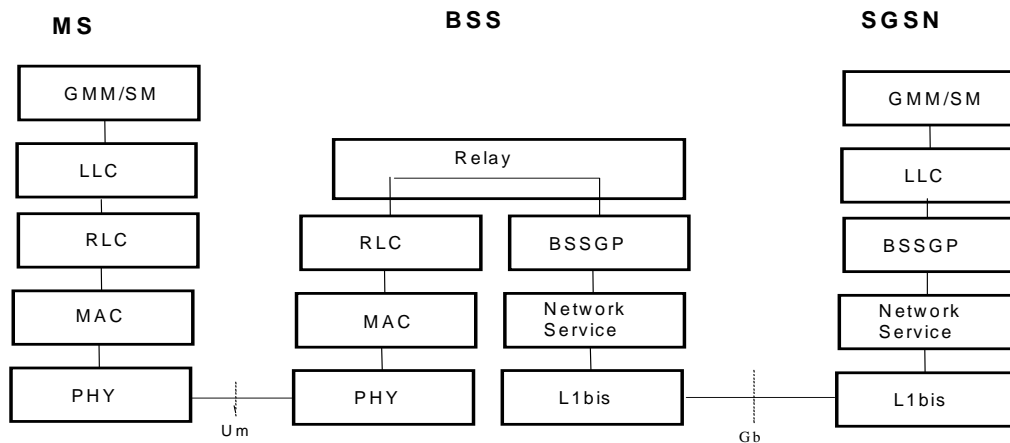 MS
BSS
SGSN
GMM/SM
GMM/SM
Relay
LLC
LLC
RLC
RLC
BSSGP
BSSGP
MAC
MAC
Network
Service
Network
Service
PHY
PHY
L1bis
L1bis
Um
Gb